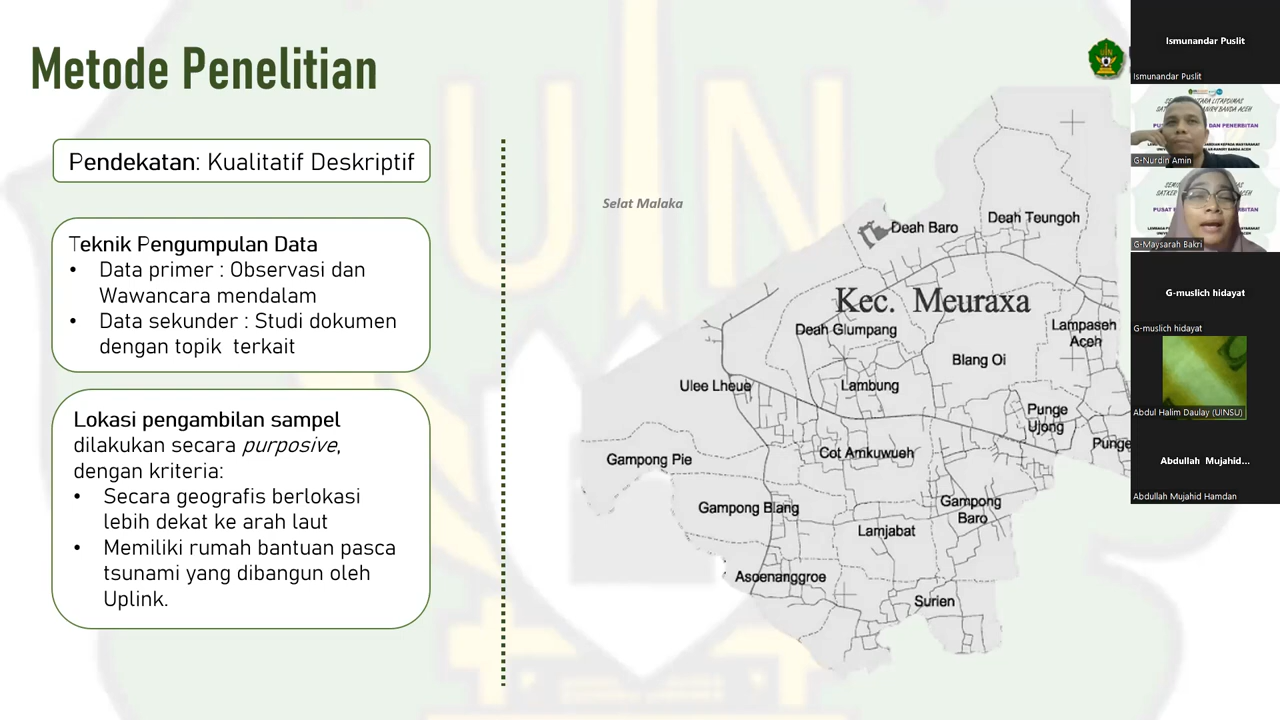 Metode Penelitian
Pendekatan: Kualitatif Deskriptif
Teknik Pengumpulan Data
• Data primer : Observasi dan
Wawancara mendalam
• Data sekunder : Studi dokumen
dengan topik terkait
Lokasi pengambilan sampel
dilakukan secara purposive,
dengan kriteria:
• Secara geografis berlokasi
lebih dekat ke arah laut
• Memiliki rumah bantuan pasca
tsunami yang dibangun oleh
Uplink.
UIN
Selat Malaka
Deah Baro
Deah Teungoh
Kec. Meuraxa
Deah Glumpang
Lampaseh
Aceh
Blang Oi
Ulee Lheue
Lambung
Punge
Ujong
Punge
Cot Amkuwueh
Gampong Pie
Gampong Blang
Gampong
Baro
Lamjabat
Asoenanggroe
Surien
Ismunandar Puslit
Ismunandar Puslit
G-Nurdin Amin
G-Maysarah Bakri
G-muslich hidayat
G-muslich hidayat
Abdul Halim Daulay (UINSU)
Abdullah Mujahid...
Abdullah Mujahid Hamdan